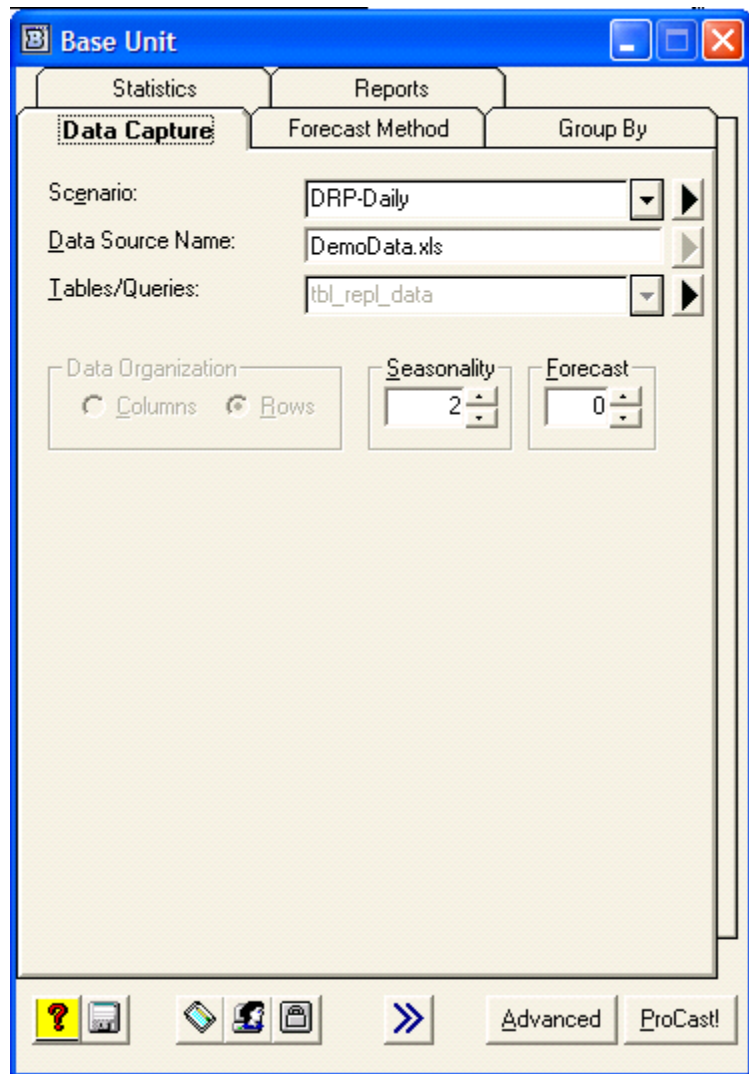 Base Unit
Statistics Reports
Data Capture Forecast Method Group By
Scenario: DRP-Daily
Data Source Name: DemoData.xls
Tables/Queries: tbl_repl_data
Data Organization Seasonality Forecast
Columns Rows 2 0
? Advanced ProCast!